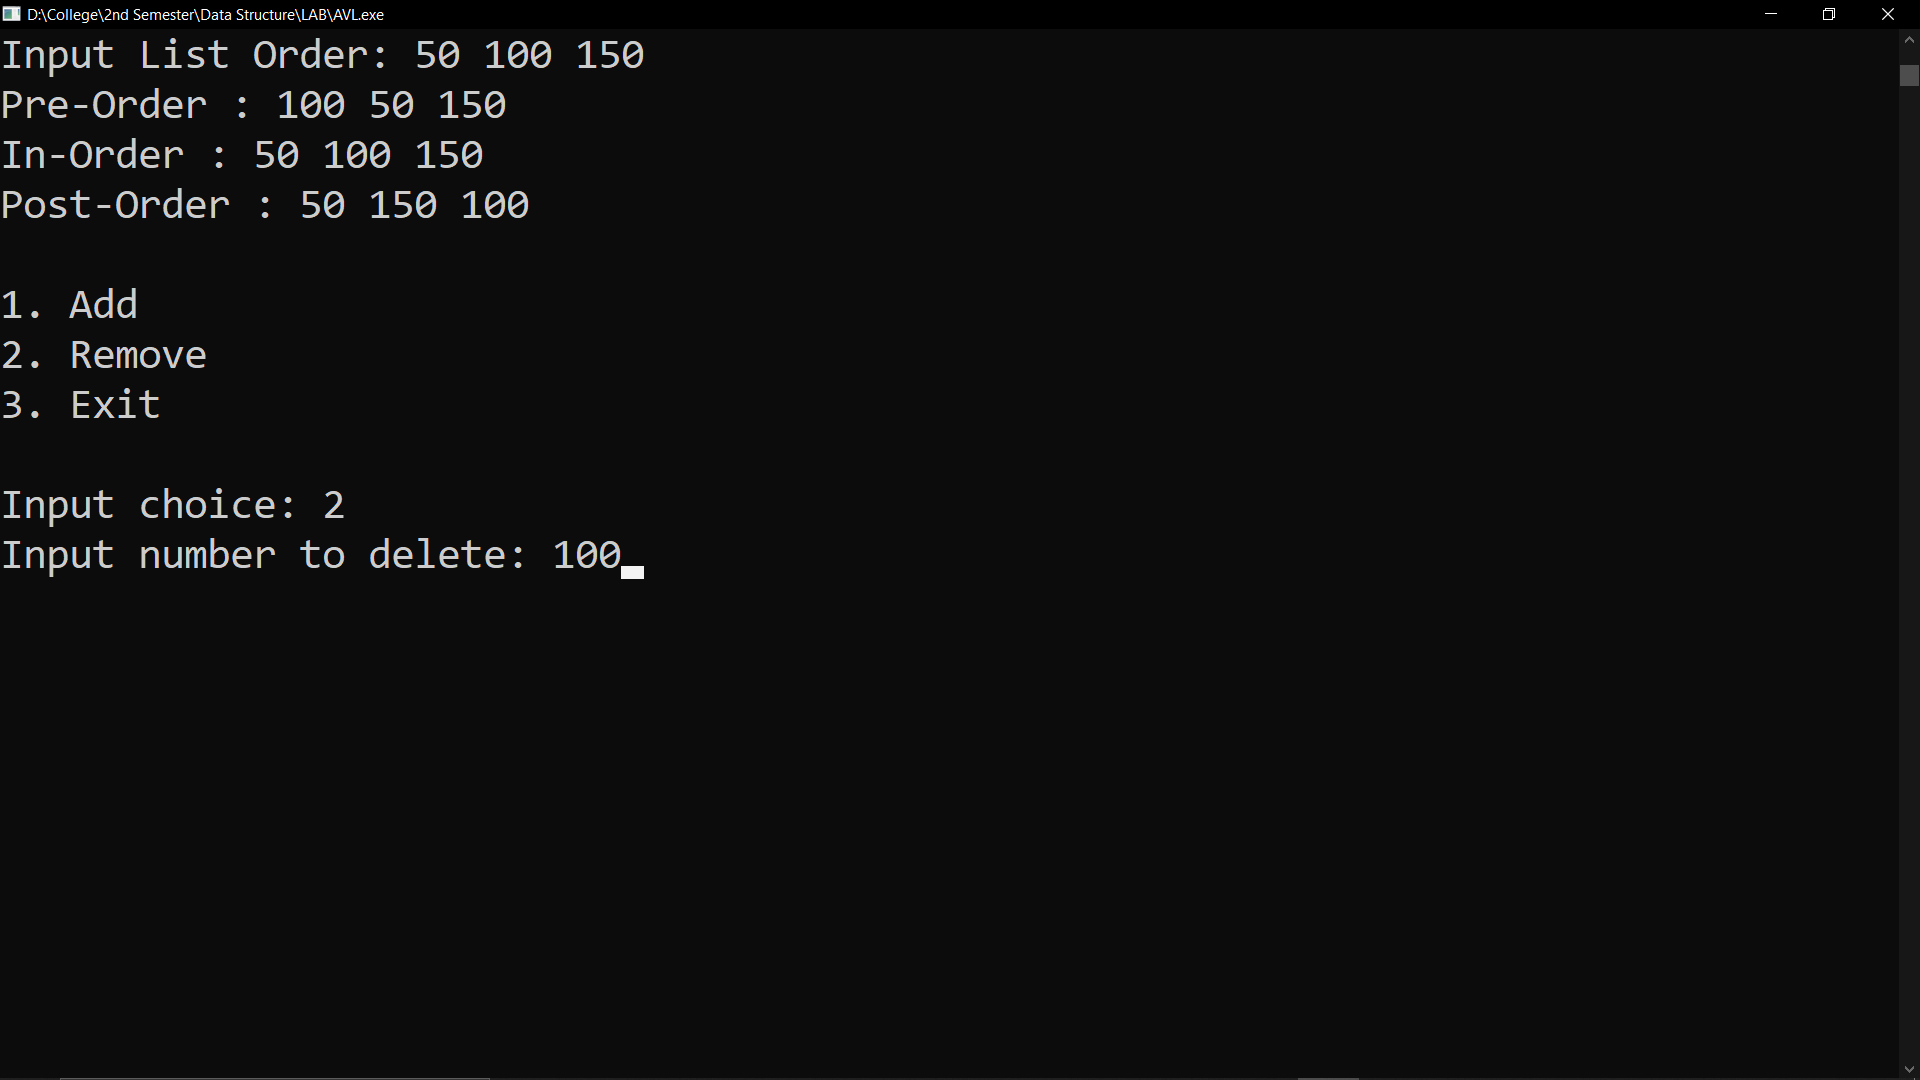 D:\College\2nd Semester\Data Structure\LAB\AVL.exe
Input List Order: 50 100 150
Pre-Order : 100 50 150
In-Order : 50 100 150
Post-Order : 50 150 100
1. Add
2. Remove
3. Exit
Input choice: 2
Input number to delete: 100